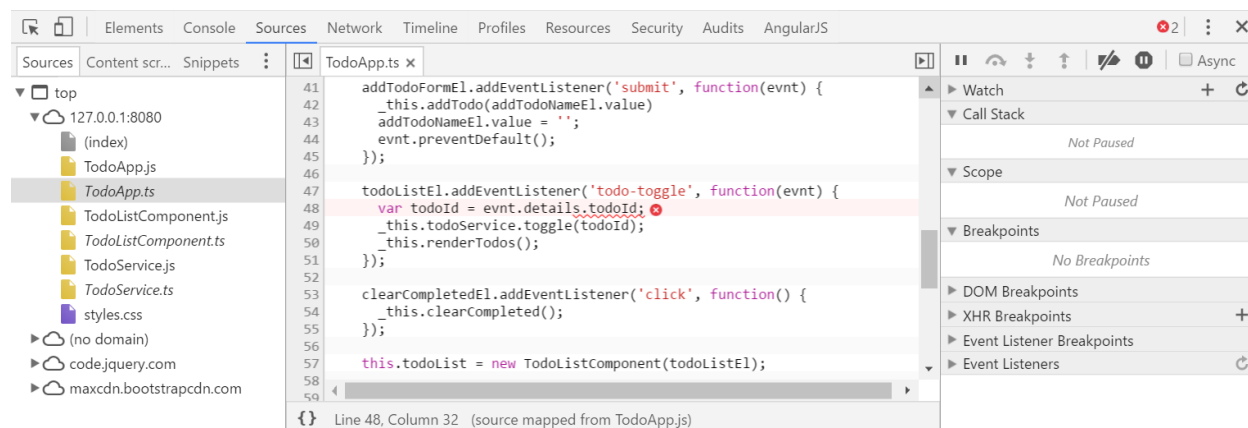 Elements Console Sources Network Timeline Profiles Resources Security Audits AngularJS 2
Sources Content scr... Snippets
top
127.0.0.1:8080
(index)
TodoApp.js
TodoApp.ts
TodoListComponent.js
TodoListComponent.ts
TodoService.js
TodoService.ts
styles.css
(no domain)
code.jquery.com
maxcdn.bootstrapcdn.com
TodoApp.ts
41 addTodoFormEl.addEventListener('submit', function(evnt) {
42 _this.addTodo(addTodoNameEl.value)
43 addTodoNameEl.value = '';
44 evnt.preventDefault();
45 });
46
47 todoListEl.addEventListener('todo-toggle', function(evnt) {
48 var todoId = evnt.details.todoId;
49 _this.todoService.toggle(todoId);
50 _this.renderTodos();
51 });
52
53 clearCompletedEl.addEventListener('click', function() {
54 _this.clearCompleted();
55 });
56
57 this.todoList = new TodoListComponent(todoListEl);
58
59
{} Line 48, Column 32 (source mapped from TodoApp.js)
Async
Watch
Call Stack
Not Paused
Scope
Not Paused
Breakpoints
No Breakpoints
DOM Breakpoints
XHR Breakpoints
Event Listener Breakpoints
Event Listeners